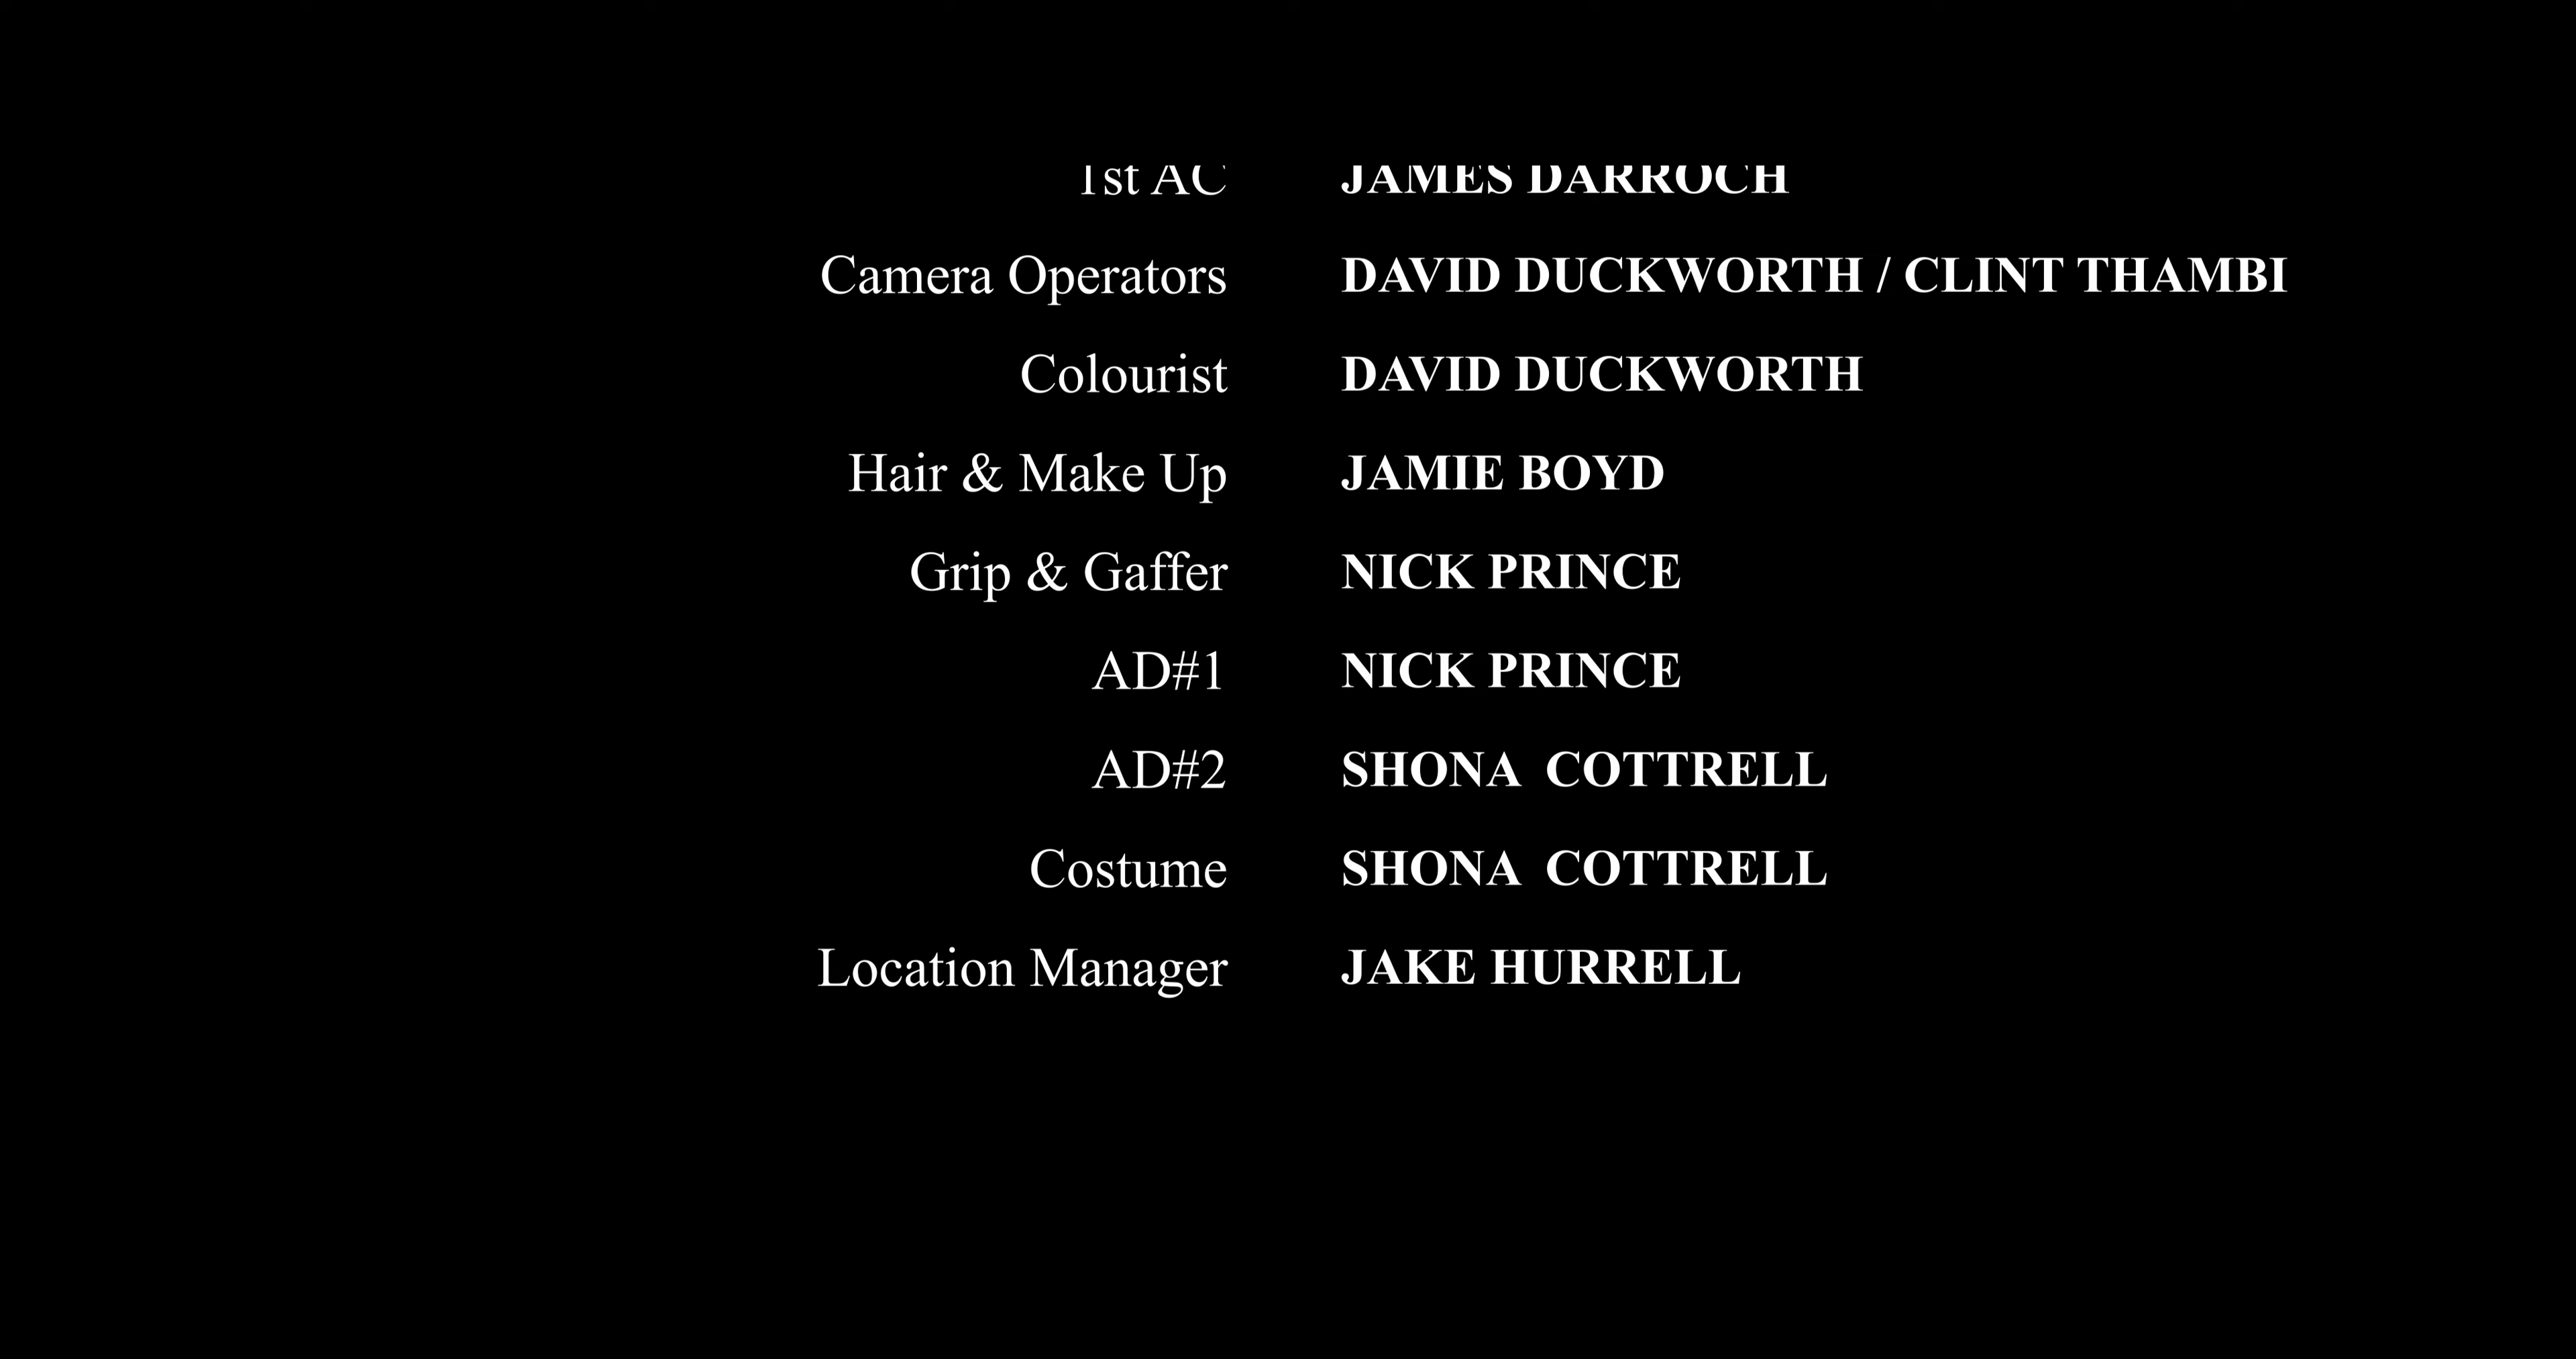 1st AC JAMES DARROCH
Camera Operators DAVID DUCKWORTH / CLINT THAMBI
Colourist DAVID DUCKWORTH
Hair & Make Up JAMIE BOYD
Grip & Gaffer NICK PRINCE
AD#1 NICK PRINCE
AD#2 SHONA  COTTRELL
Costume SHONA  COTTRELL
Location Manager JAKE HURRELL